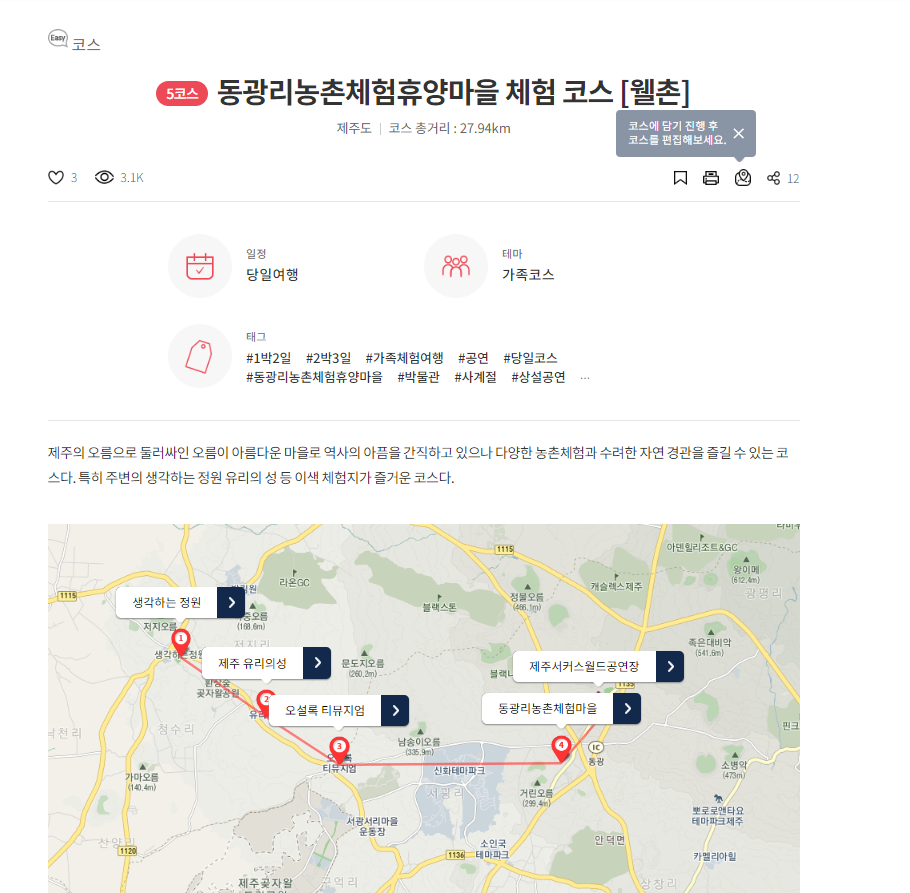 Easy 코스
5코스 동광리농촌체험휴양마을 체험 코스 [웰촌]
제주도 | 코스 총거리 : 27.94km
코스에 담기 진행 후
코스를 편집해보세요.
3 3.1K
12
일정
당일여행
테마
가족코스
태그
#1박2일 #2박3일 #가족체험여행 #공연 #당일코스
#동광리농촌체험휴양마을 #박물관 #사계절 #상설공연 ···
제주의 오름으로 둘러싸인 오름이 아름다운 마을로 역사의 아픔을 간직하고 있으나 다양한 농촌체험과 수려한 자연 경관을 즐길 수 있는 코
스다. 특히 주변의 생각하는 정원 유리의 성 등 이색 체험지가 즐거운 코스다.
1115
아덴힐리조트&GC
왕이메
(612.4m)
광평리
라온GC
캐슬렉스제주
1115
블랙스톤
정물오름
(466.1m)
생각하는 정원
(168.6m)
저지오름
저지리
1
족은대비악
(541.6m)
제주 유리의성
문도지오름
(260.2m)
제주서커스월드공연장
1135
2
오설록 티뮤지엄
동광리농촌체험마을
청수리
3
티뮤지엄
남송이오름
(335.9m)
4
IC
동광
신화테마파크
서광리
가마오름
(140.4m)
거린오름
(299.4m)
소병악
(473m)
뽀로로앤타요
테마파크제주
서광서리마을
운동장
1120
1136
소인국
테마파크
안덕면
카멜리아힐
제주곶자왈
상창리